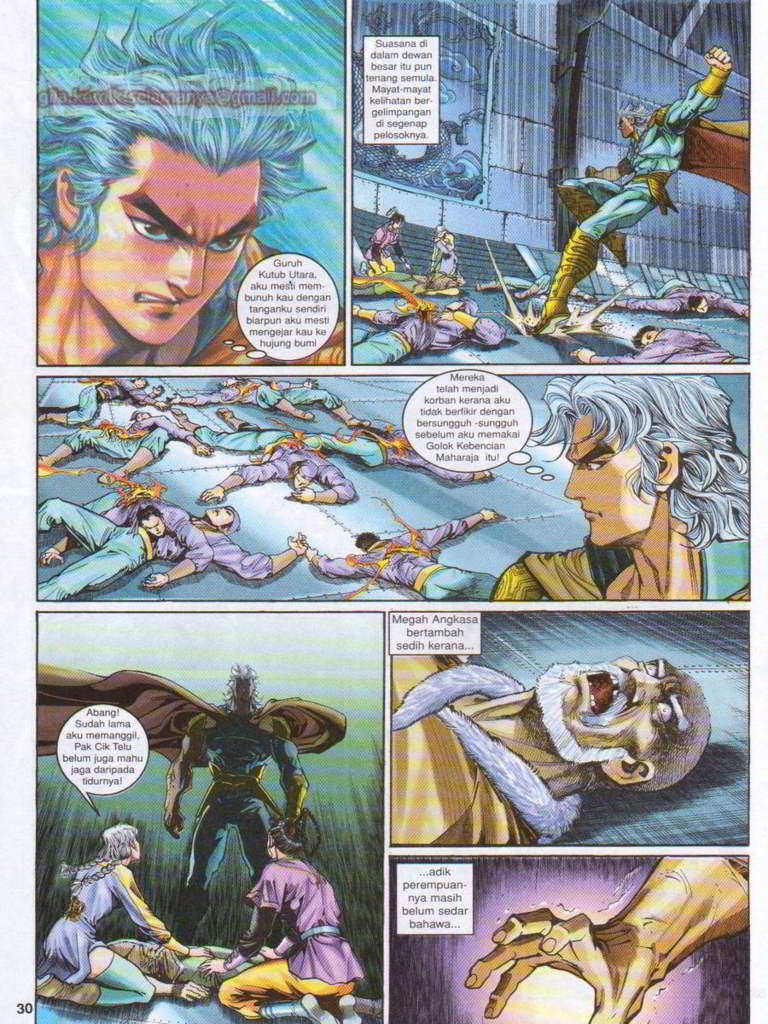 Guruh
Kutub Utara,
aku mesti mem-
bunuh kau dengan
tanganku sendiri
biarpun aku mesti
mengejar kau ke
hujung bumi
Suasana di
dalam dewan
besar itu pun
tenang semula.
Mayat-mayat
kelihatan ber-
gelimpangan
di segenap
pelosoknya.
Mereka
telah menjadi
korban kerana aku
tidak berfikir dengan
bersungguh -sungguh
sebelum aku memakai
Golok Kebencian
Maharaja itu!
Abang!
Sudah lama
aku memanggil.
Pak Cik Telu
belum juga mahu
jaga daripada
tidurnya!
Megah Angkasa
bertambah
sedih kerana...
...adik
perempuan-
nya masih
belum sedar
bahawa...
30